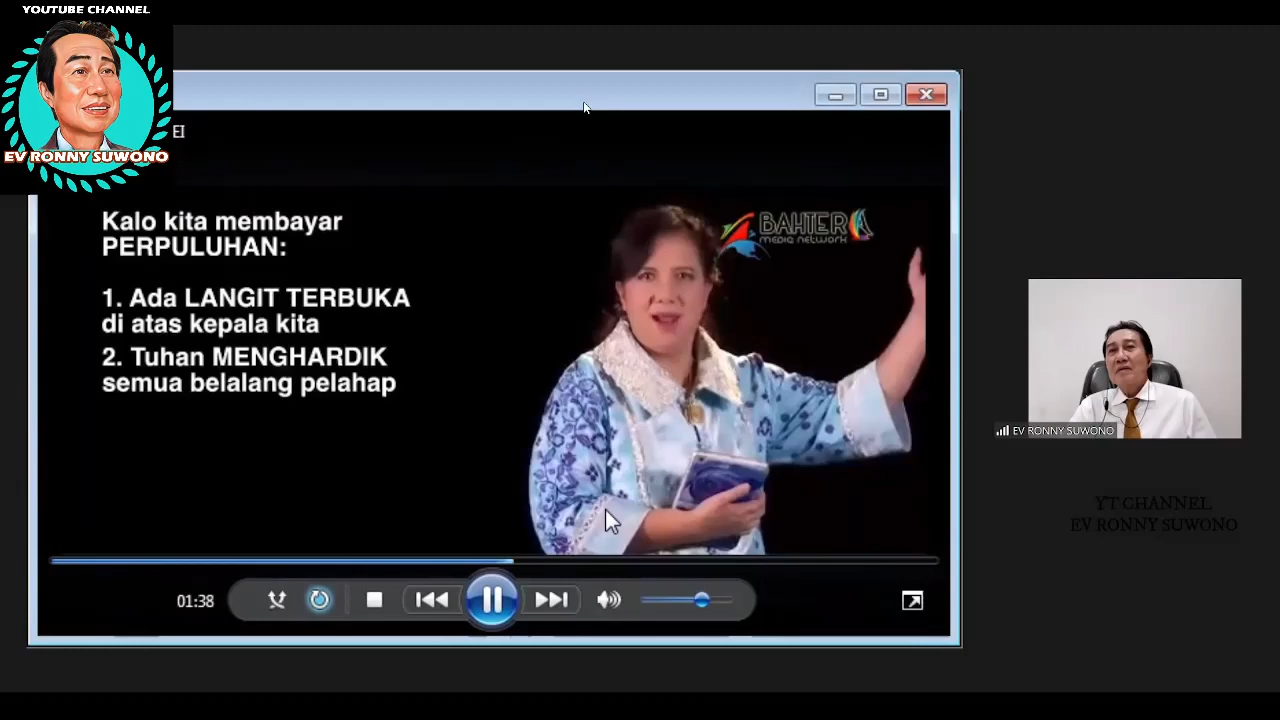 YOUTUBE CHANNEL
EV RONNY SUWONO
EI
Kalo kita membayar
PERPULUHAN:
1. Ada LANGIT TERBUKA
di atas kepala kita
2. Tuhan MENGHARDIK
semua belalang pelahap
BAHTERA
MEDIA NETWORK
01:38
EV RONNY SUWONO
YT CHANNEL
EV RONNY SUWONO